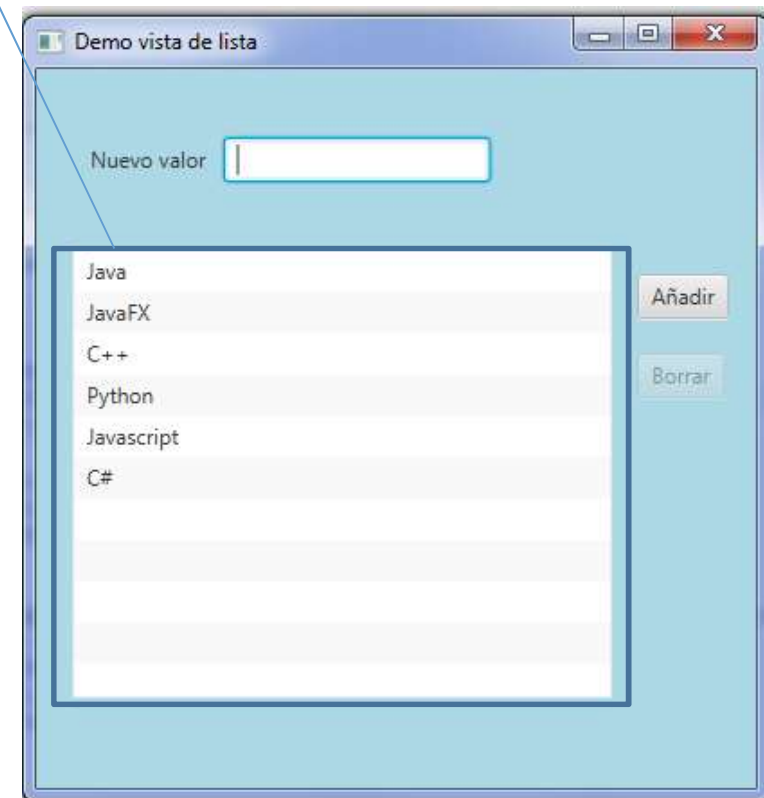 Demo vista de lista
Nuevo valor
Java
JavaFX
C++
Python
Javascript
C#
Añadir
Borrar